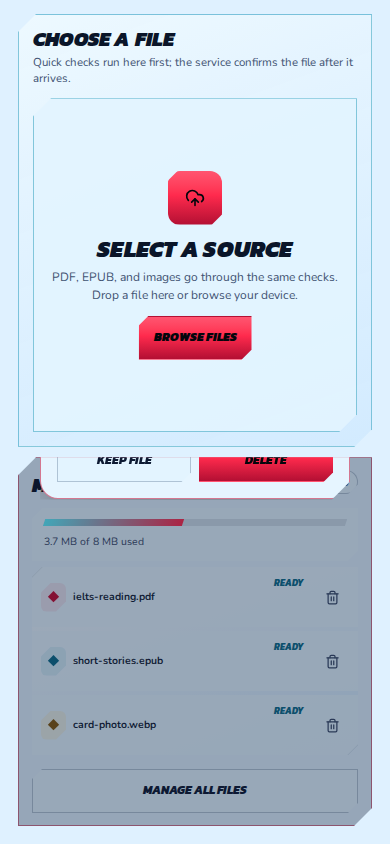 CHOOSE A FILE
Quick checks run here first; the service confirms the file after it
arrives.
SELECT A SOURCE
PDF, EPUB, and images go through the same checks.
Drop a file here or browse your device.
BROWSE FILES
KEEP FILE
DELETE
3.7 MB of 8 MB used
READY
ielts-reading.pdf
READY
short-stories.epub
READY
card-photo.webp
MANAGE ALL FILES